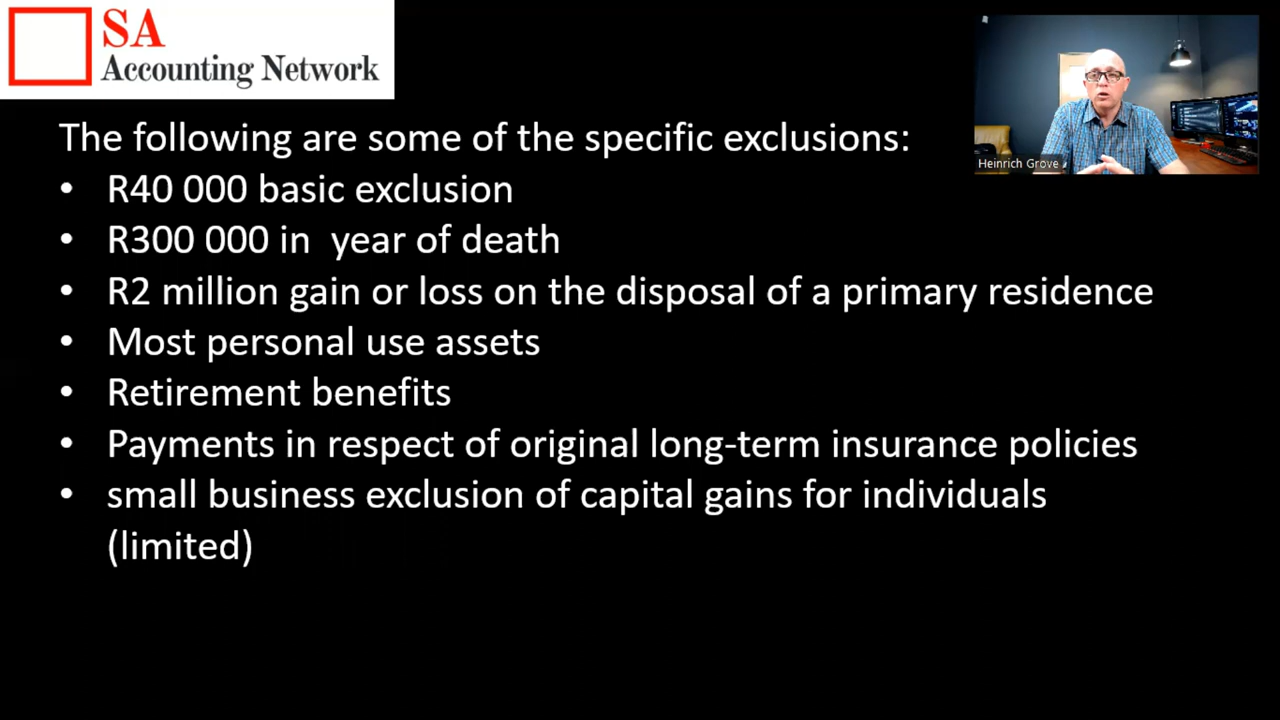 SA
Accounting Network
Heinrich Grove
The following are some of the specific exclusions:
• R40 000 basic exclusion
• R300 000 in  year of death
• R2 million gain or loss on the disposal of a primary residence
• Most personal use assets
• Retirement benefits
• Payments in respect of original long-term insurance policies
• small business exclusion of capital gains for individuals
(limited)